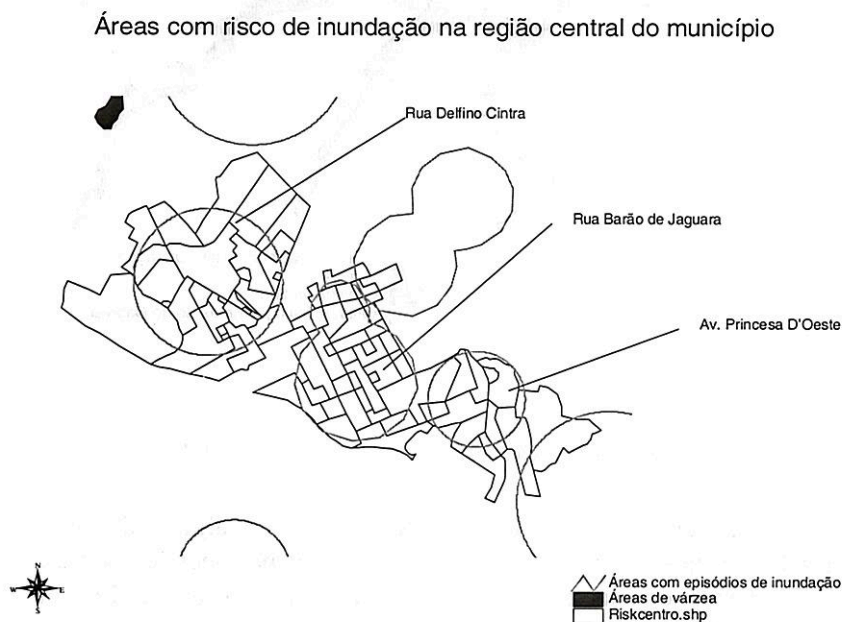 Áreas com risco de inundação na região central do município
Rua Delfino Cintra
Rua Barão de Jaguara
Av. Princesa D'Oeste
N
W E
S
Áreas com episódios de inundação
Áreas de várzea
Riskcentro.shp